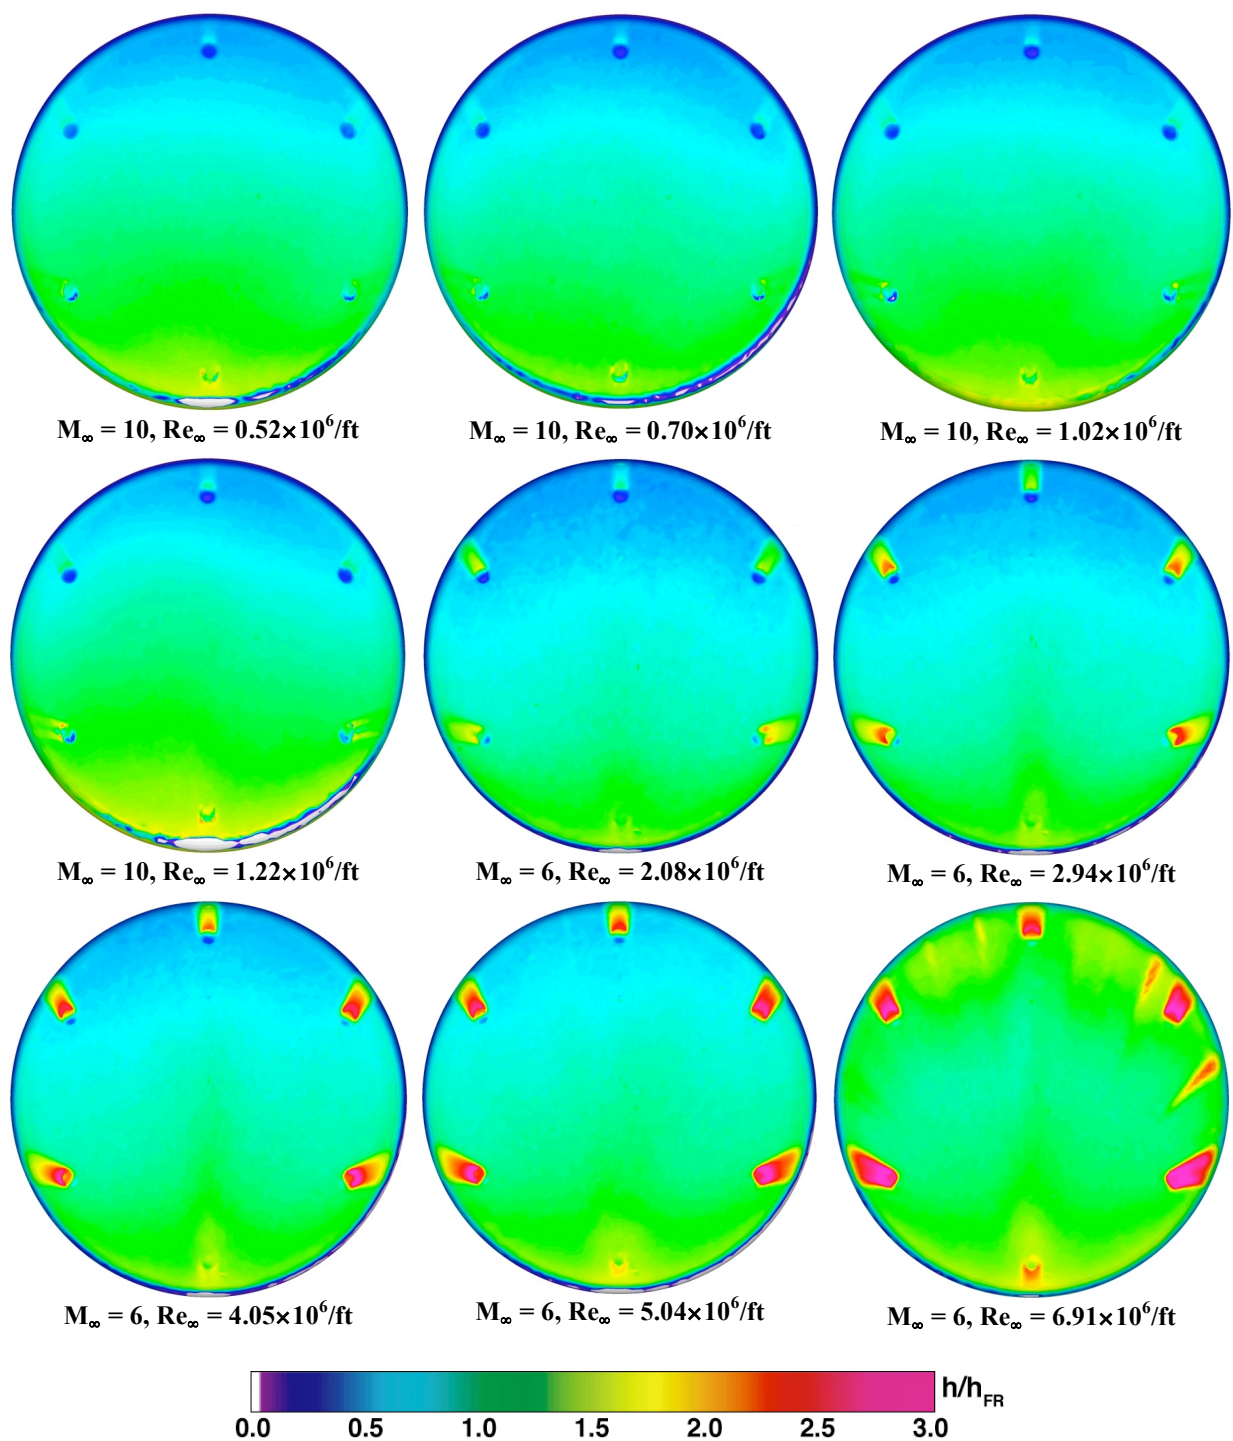 M∞ = 10, Re∞ = 0.52×10⁶/ft
M∞ = 10, Re∞ = 0.70×10⁶/ft
M∞ = 10, Re∞ = 1.02×10⁶/ft
M∞ = 10, Re∞ = 1.22×10⁶/ft
M∞ = 6, Re∞ = 2.08×10⁶/ft
M∞ = 6, Re∞ = 2.94×10⁶/ft
M∞ = 6, Re∞ = 4.05×10⁶/ft
M∞ = 6, Re∞ = 5.04×10⁶/ft
M∞ = 6, Re∞ = 6.91×10⁶/ft
h/hFR
0.0 0.5 1.0 1.5 2.0 2.5 3.0